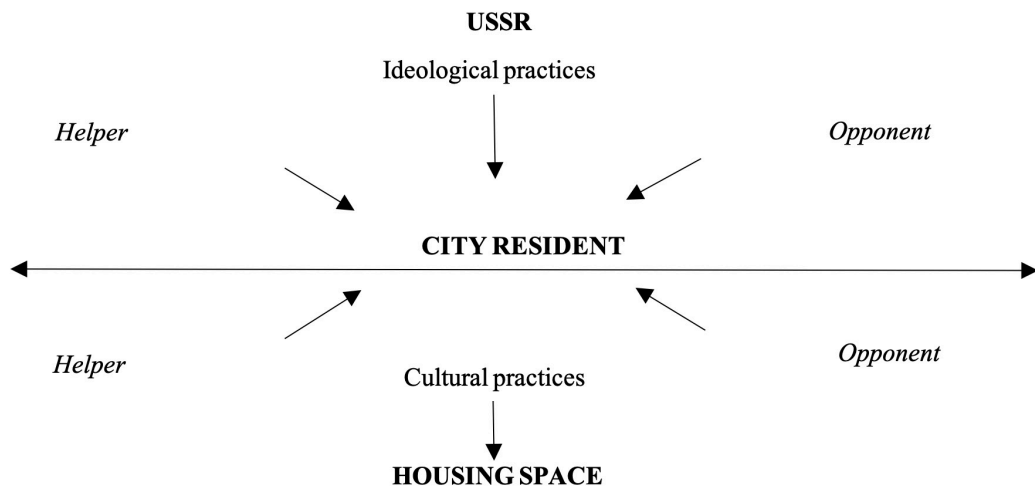 USSR
Ideological practices
Helper
Opponent
CITY RESIDENT
Helper
Opponent
Cultural practices
HOUSING SPACE